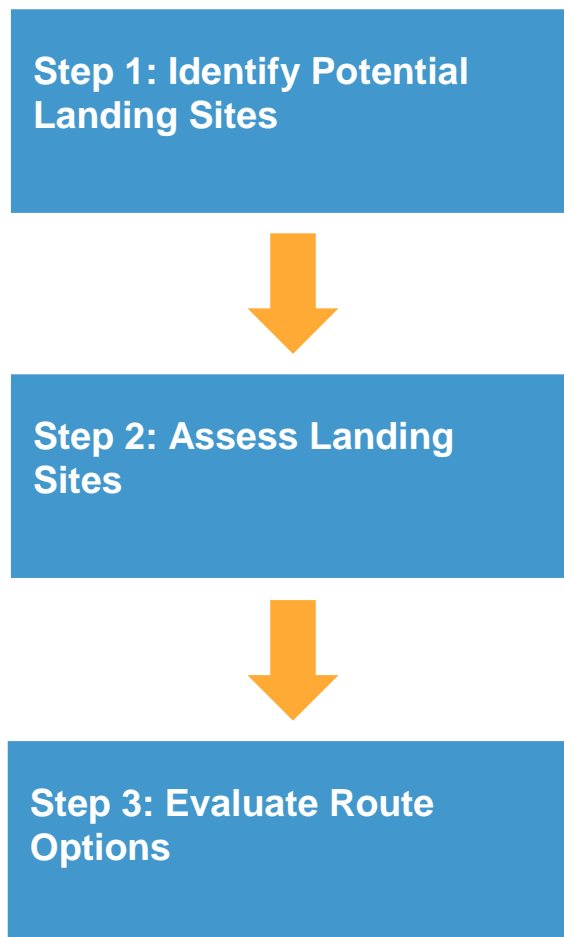 Step 1: Identify Potential
Landing Sites
Step 2: Assess Landing
Sites
Step 3: Evaluate Route
Options